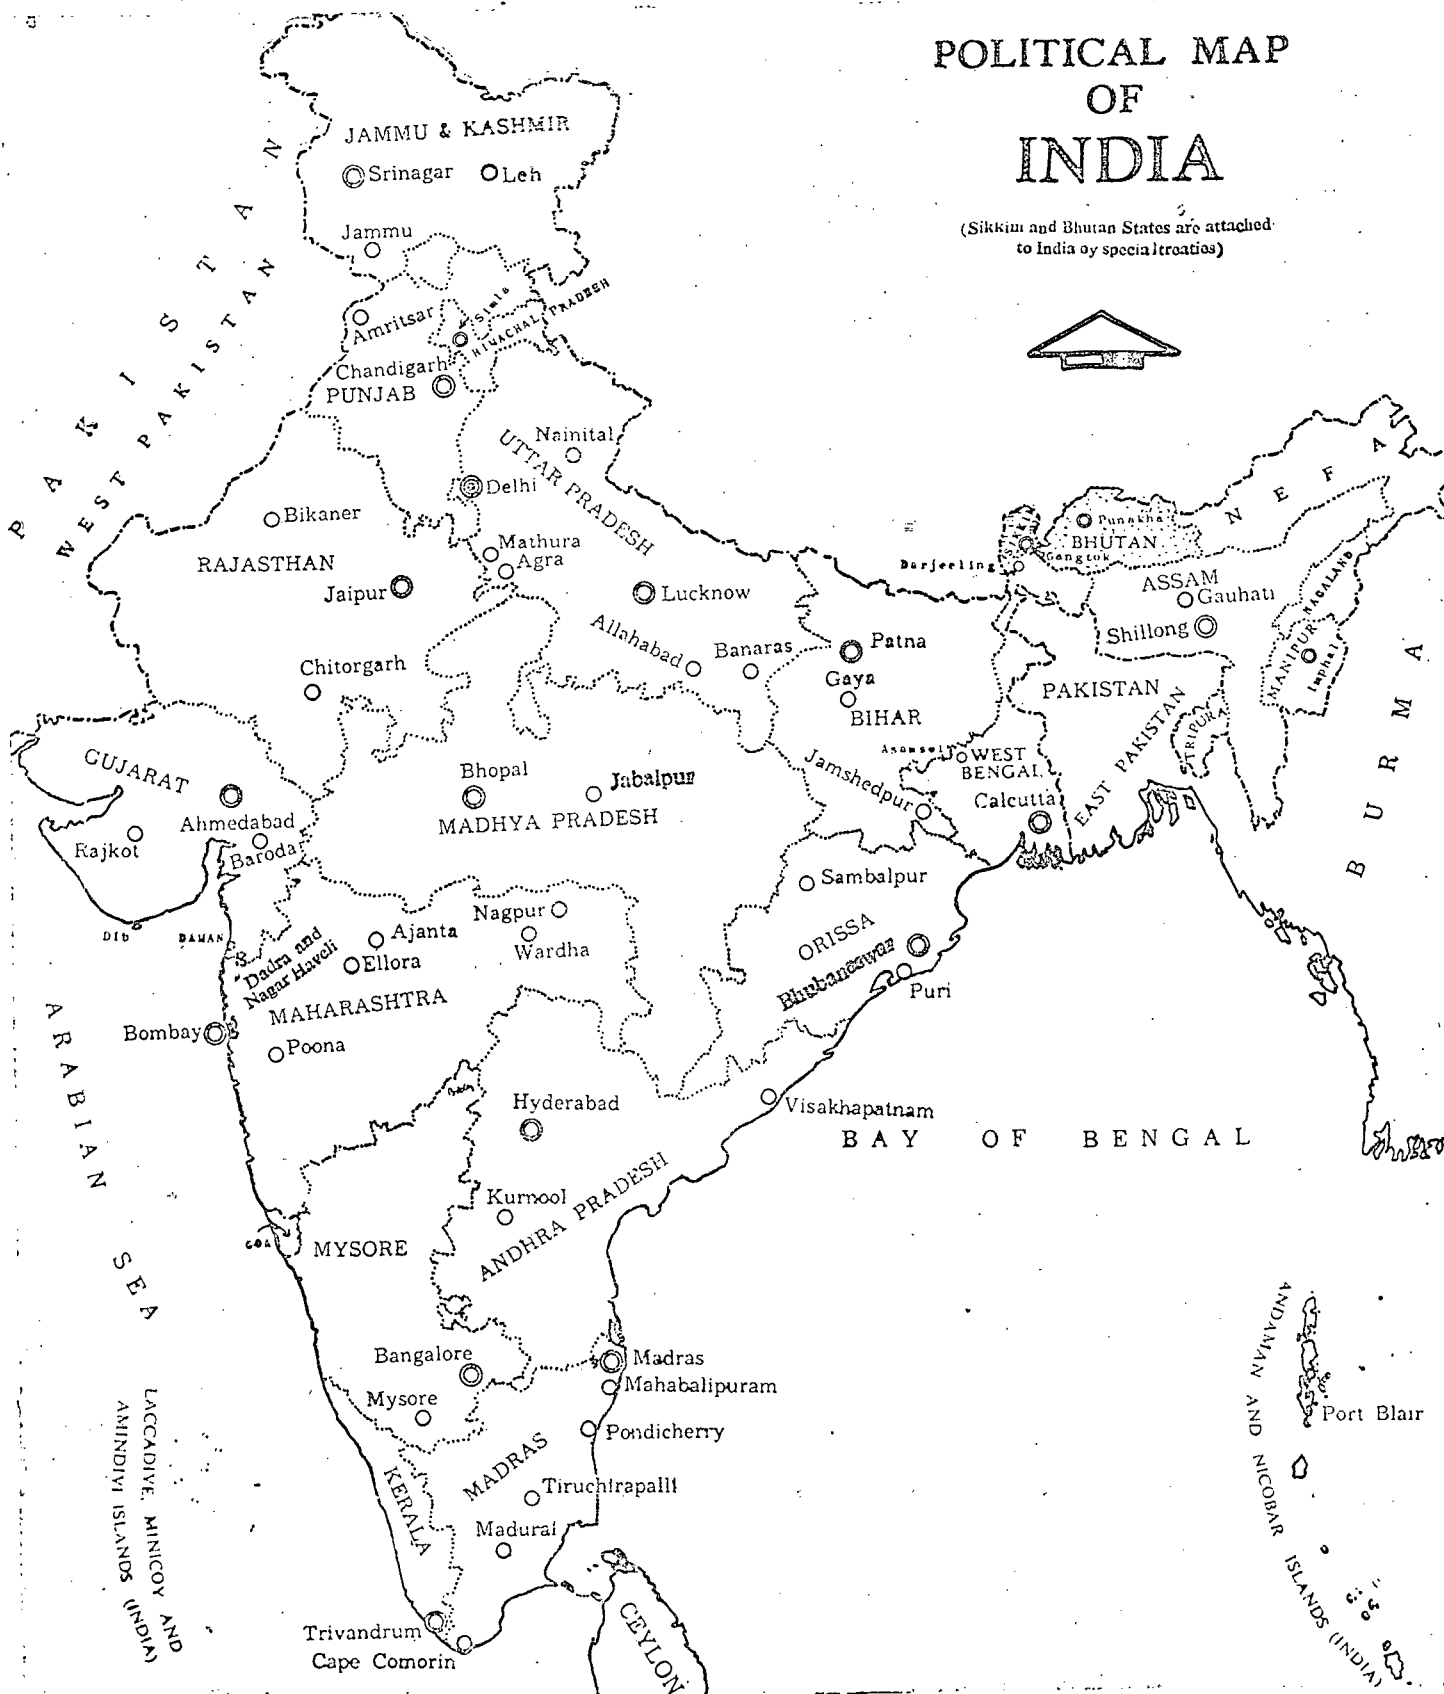 POLITICAL MAP
OF
INDIA
(Sikkim and Bhutan States are attached
to India by special treaties)
JAMMU & KASHMIR
Srinagar
Leh
Jammu
PAKISTAN
WEST PAKISTAN
Amritsar
Simla
HIMACHAL PRADESH
Chandigarh
PUNJAB
Nainital
UTTAR PRADESH
Delhi
Bikaner
RAJASTHAN
Mathura
Agra
Jaipur
Lucknow
Allahabad
Banaras
Patna
Gaya
BIHAR
Chitorgarh
NEFA
SIKKIM
Punakha
BHUTAN
Gangtok
Darjeeling
ASSAM
Gauhati
Shillong
NAGALAND
MANIPUR
Imphal
BURMA
PAKISTAN
EAST PAKISTAN
TRIPURA
Asansol
WEST
BENGAL
Jamshedpur
Calcutta
GUJARAT
Ahmedabad
Rajkot
Baroda
Bhopal
Jabalpur
MADHYA PRADESH
Sambalpur
ORISSA
Bhubaneswar
Puri
DIU
DAMAN
Dadra and
Nagar Haveli
Nagpur
Wardha
Ajanta
Ellora
MAHARASHTRA
Bombay
Poona
ARABIAN SEA
Hyderabad
Visakhapatnam
BAY OF BENGAL
Kurnool
ANDHRA PRADESH
GOA
MYSORE
Bangalore
Mysore
Madras
Mahabalipuram
Pondicherry
MADRAS
Tiruchirapalli
Madurai
KERALA
Trivandrum
Cape Comorin
CEYLON
LACCADIVE, MINICOY AND
AMINDIVI ISLANDS (INDIA)
ANDAMAN AND NICOBAR ISLANDS (INDIA)
Port Blair